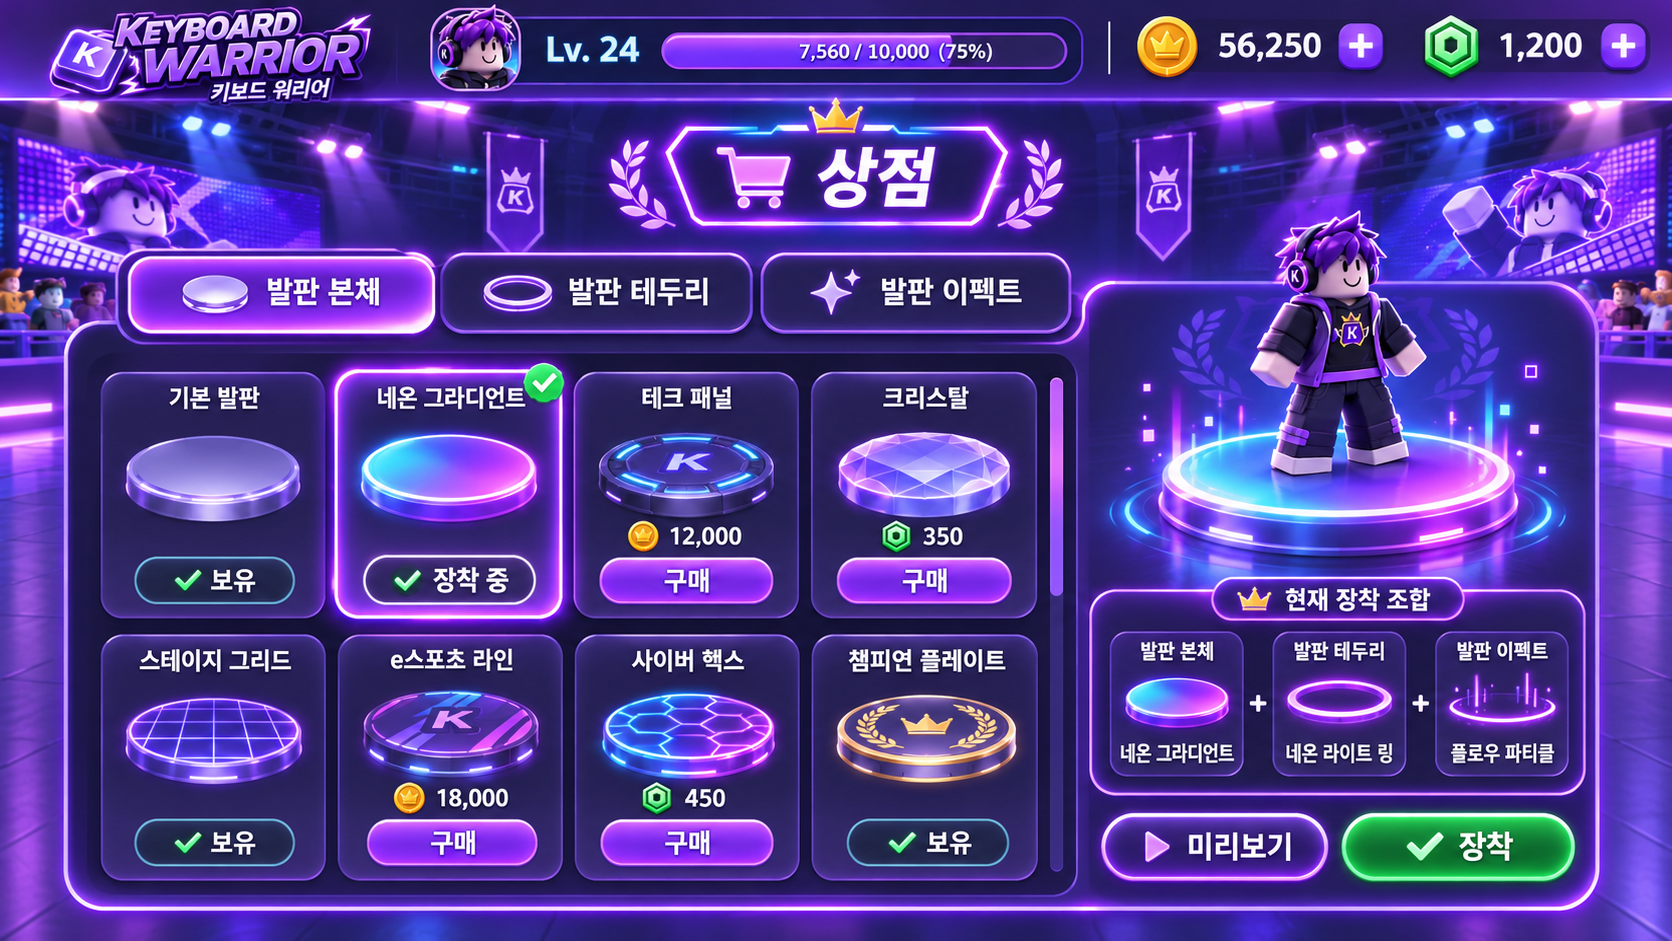 KEYBOARD
WARRIOR
키보드 워리어
K
Lv. 24
7,560 / 10,000 (75%)
56,250
1,200
상점
K
K
발판 본체
발판 테두리
발판 이펙트
기본 발판
네온 그라디언트
테크 패널
크리스탈
K
12,000
350
보유
장착 중
구매
구매
스테이지 그리드
e스포츠 라인
사이버 헥스
챔피언 플레이트
K
18,000
450
보유
구매
구매
보유
K
K
현재 장착 조합
발판 본체
발판 테두리
발판 이펙트
+
+
네온 그라디언트
네온 라이트 링
플로우 파티클
미리보기
장착